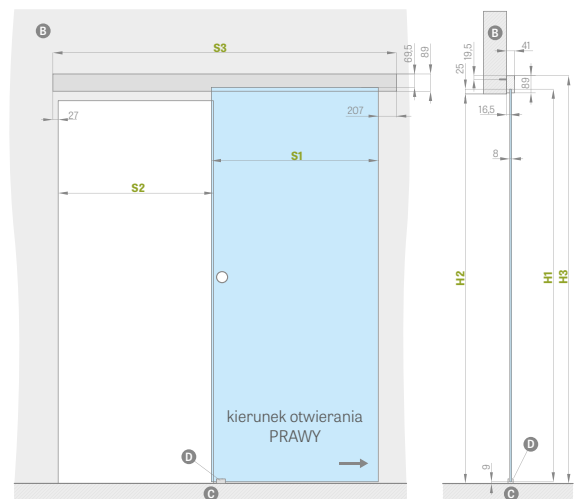 B
S3
69.5
89
27
207
S1
S2
kierunek otwierania
PRAWY
D
C
B
41
19,5
25
89
16,5
8
H2
H1
H3
9
D
C